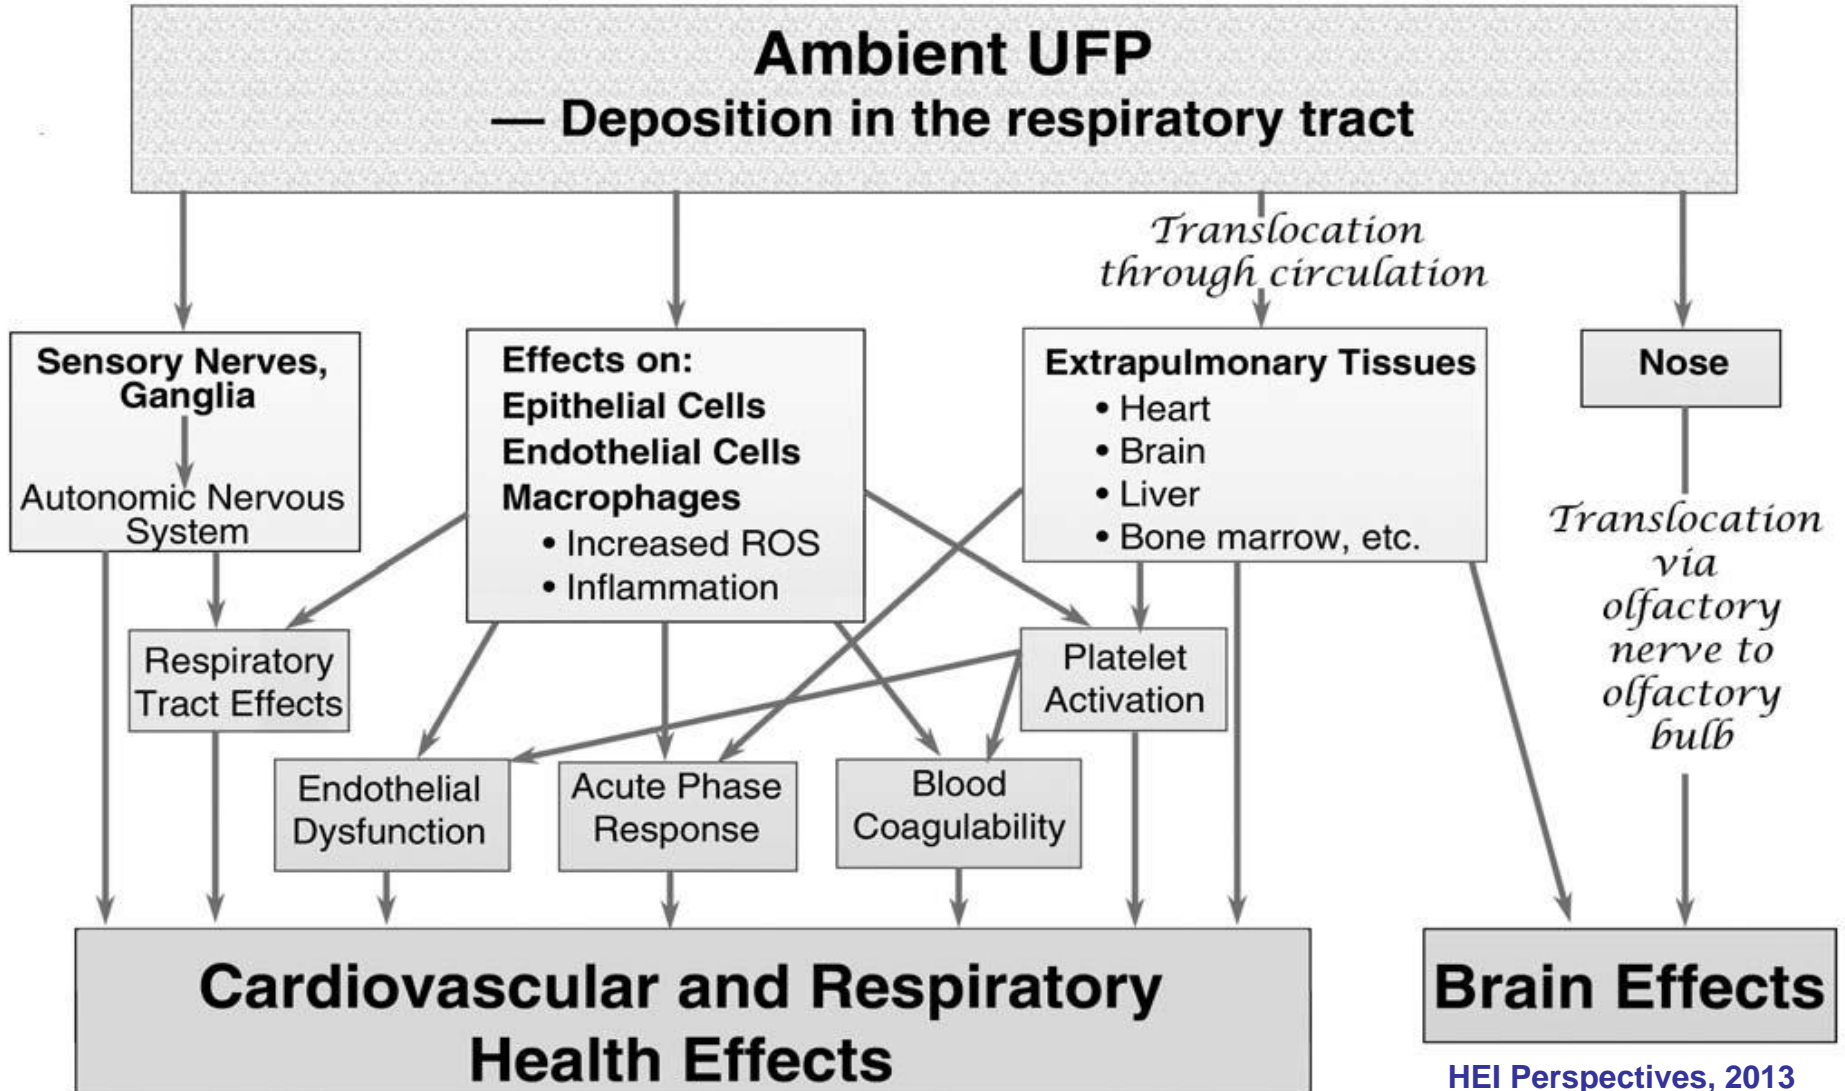 Ambient UFP
— Deposition in the respiratory tract
Translocation
through circulation
Sensory Nerves,
Ganglia
Autonomic Nervous
System
Effects on:
Epithelial Cells
Endothelial Cells
Macrophages
• Increased ROS
• Inflammation
Extrapulmonary Tissues
• Heart
• Brain
• Liver
• Bone marrow, etc.
Nose
Translocation
via
olfactory
nerve to
olfactory
bulb
Respiratory
Tract Effects
Platelet
Activation
Endothelial
Dysfunction
Acute Phase
Response
Blood
Coagulability
Cardiovascular and Respiratory
Health Effects
Brain Effects
HEI Perspectives, 2013